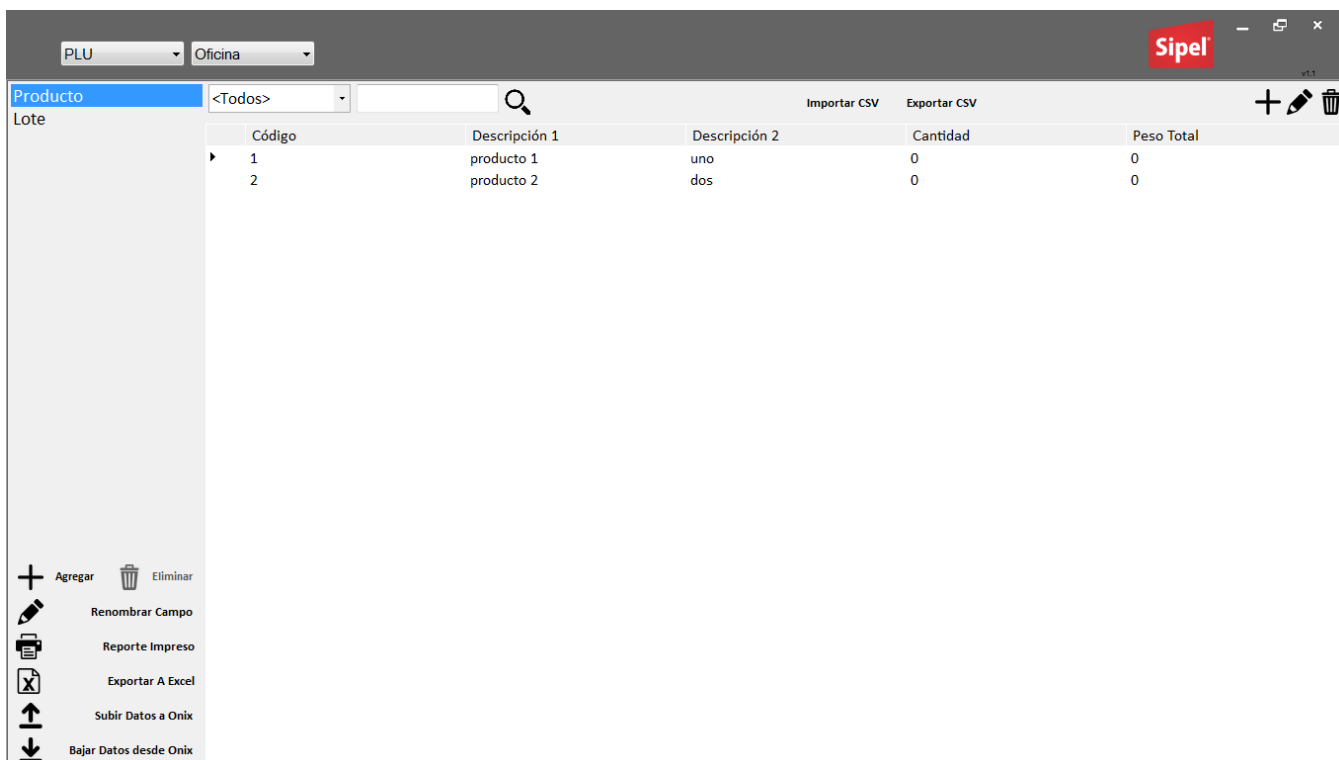 PLU Oficina
Sipel
v1.1
Producto
Lote
<Todos> Importar CSV Exportar CSV
Código Descripción 1 Descripción 2 Cantidad Peso Total
1 producto 1 uno 0 0
2 producto 2 dos 0 0
Agregar Eliminar
Renombrar Campo
Reporte Impreso
Exportar A Excel
Subir Datos a Onix
Bajar Datos desde Onix